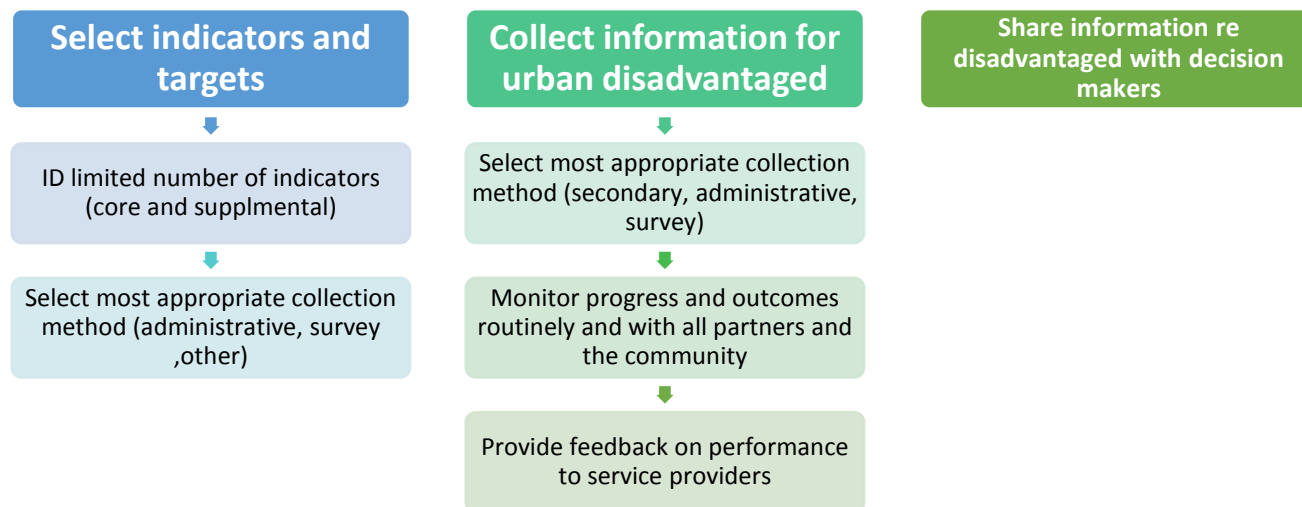 Select indicators and
targets
ID limited number of indicators
(core and supplmental)
Select most appropriate collection
method (administrative, survey
,other)
Collect information for
urban disadvantaged
Select most appropriate collection
method (secondary, administrative,
survey)
Monitor progress and outcomes
routinely and with all partners and
the community
Provide feedback on performance
to service providers
Share information re
disadvantaged with decision
makers